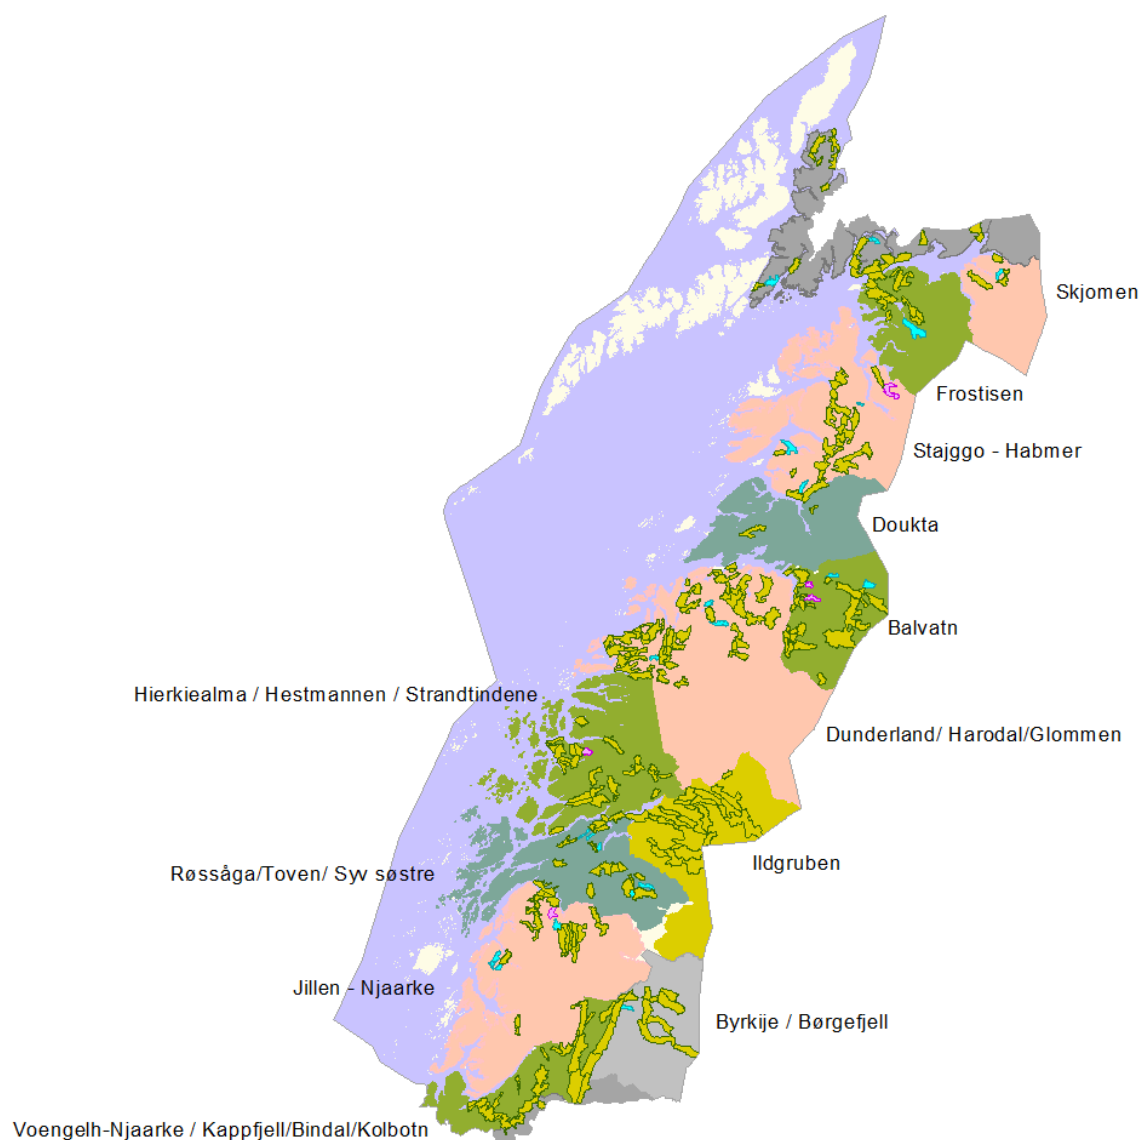 Skjomen
Frostisen
Stajggo - Habmer
Doukta
Balvatn
Hierkiealma / Hestmannen / Strandtindene
Dunderland/ Harodal/Glommen
Ildgruben
Røssåga/Toven/ Syv søstre
Jillen - Njaarke
Byrkije / Børgefjell
Voengelh-Njaarke / Kappfjell/Bindal/Kolbotn